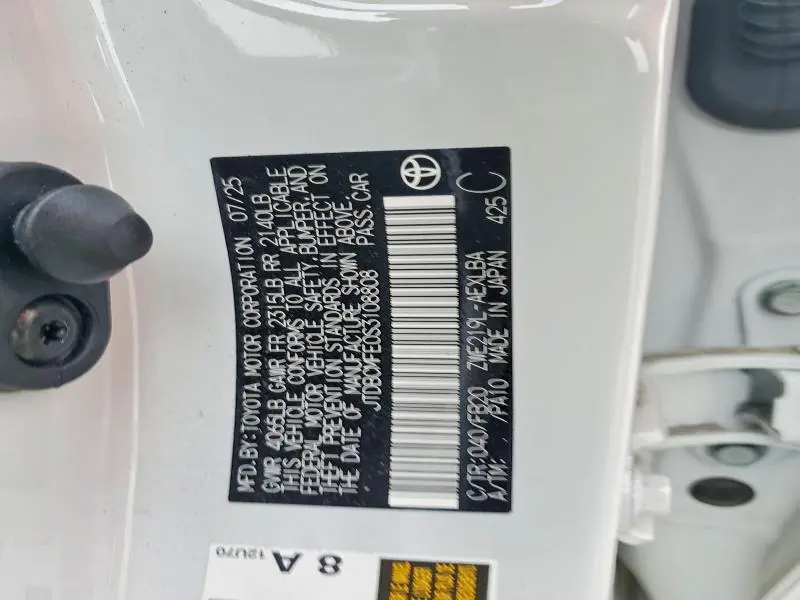 MFD.BY:TOYOTA MOTOR CORPORATION 07/25
GVWR 4065LB GAWR FR 2315LB RR 2140LB
THIS VEHICLE CONFORMS TO ALL APPLICABLE
FEDERAL MOTOR VEHICLE SAFETY,BUMPER,AND
THEFT PREVENTION STANDARDS IN EFFECT ON
THE DATE OF MANUFACTURE SHOWN ABOVE.
JTDBCMFE0S3108808 PASS.CAR
C/TR:040/FB20 ZWE219L-AEXLBA
A/TM: /PA10 MADE IN JAPAN 425 C
8 A
12U70